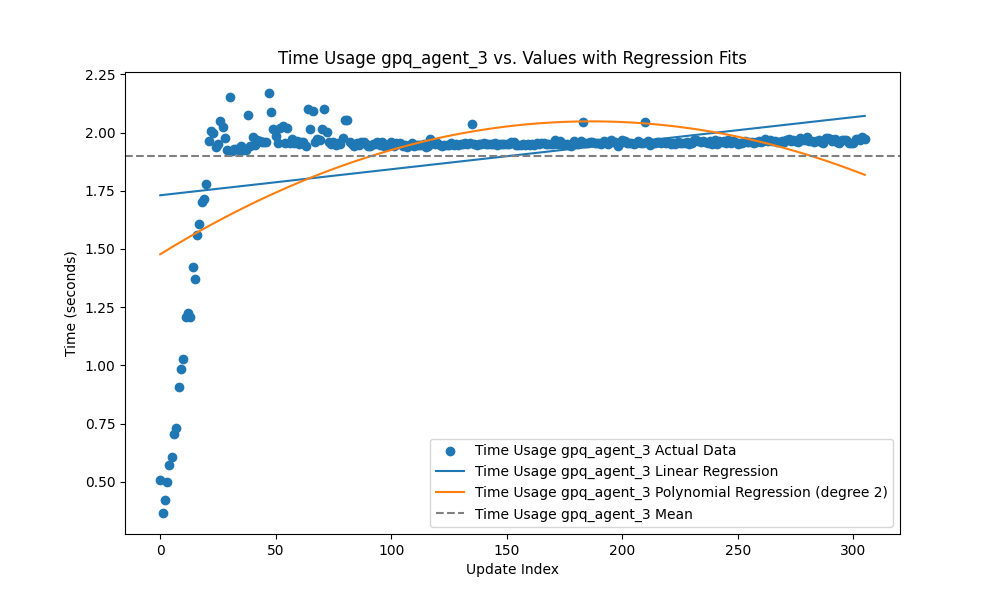 Time Usage gpq_agent_3 vs. Values with Regression Fits
2.25
2.00
1.75
1.50
1.25
1.00
0.75
0.50
Time (seconds)
Time Usage gpq_agent_3 Actual Data
Time Usage gpq_agent_3 Linear Regression
Time Usage gpq_agent_3 Polynomial Regression (degree 2)
Time Usage gpq_agent_3 Mean
0 50 100 150 200 250 300
Update Index